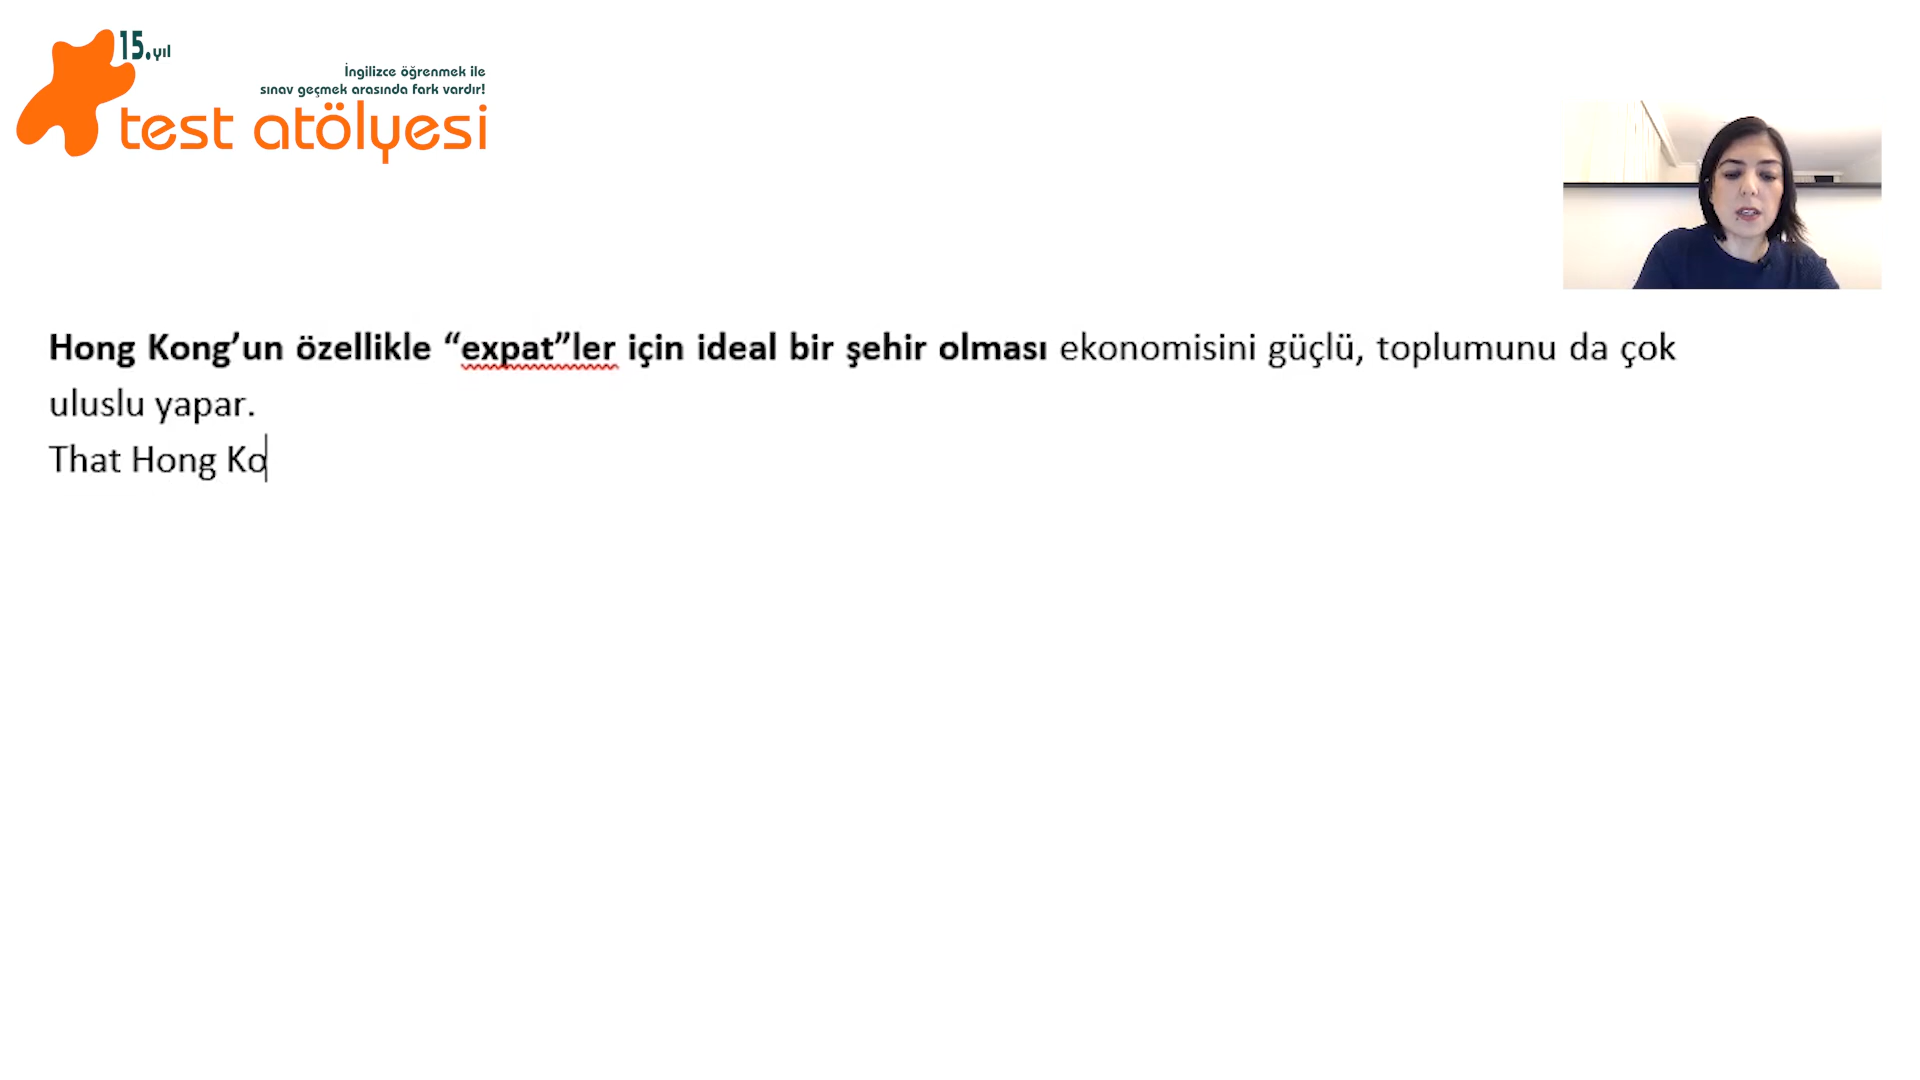 15.yıl
İngilizce öğrenmek ile
sınav geçmek arasında fark vardır!
test atölyesi
Hong Kong’un özellikle “expat”ler için ideal bir şehir olması ekonomisini güçlü, toplumunu da çok
uluslu yapar.
That Hong Ko